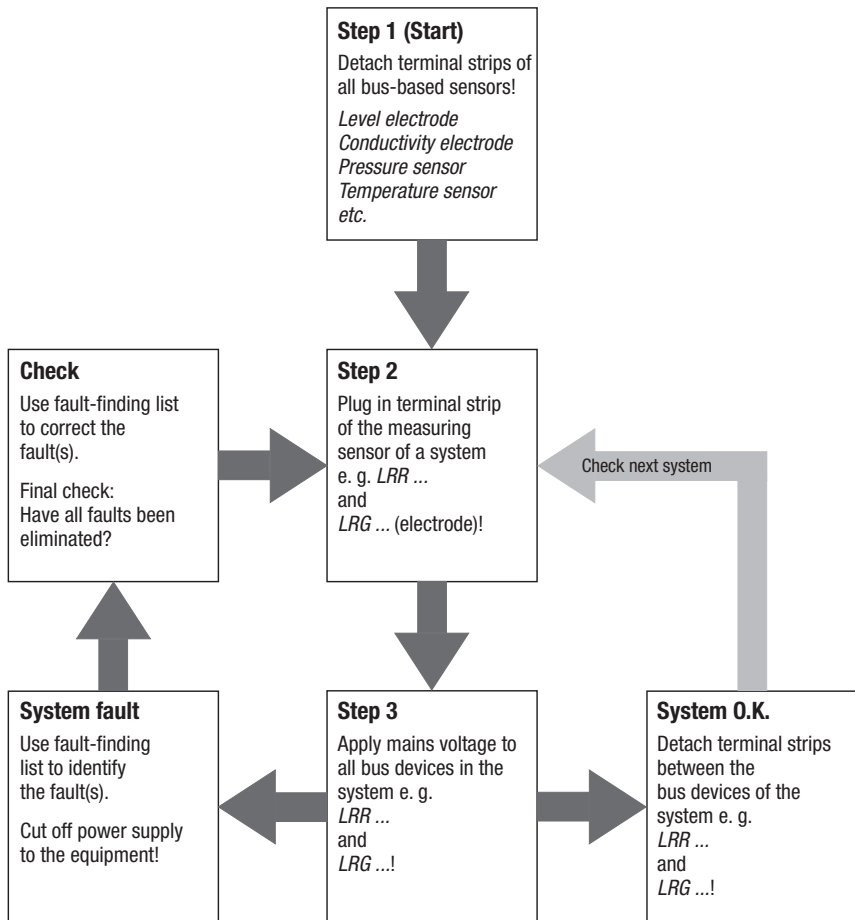 Step 1 (Start)
Detach terminal strips of
all bus-based sensors!
Level electrode
Conductivity electrode
Pressure sensor
Temperature sensor
etc.
Check
Use fault-finding list
to correct the
fault(s).
Final check:
Have all faults been
eliminated?
Step 2
Plug in terminal strip
of the measuring
sensor of a system
e. g. LRR ...
and
LRG ... (electrode)!
Check next system
System fault
Use fault-finding
list to identify
the fault(s).
Cut off power supply
to the equipment!
Step 3
Apply mains voltage to
all bus devices in the
system e. g.
LRR ...
and
LRG ...!
System O.K.
Detach terminal strips
between the
bus devices of the
system e. g.
LRR ...
and
LRG ...!